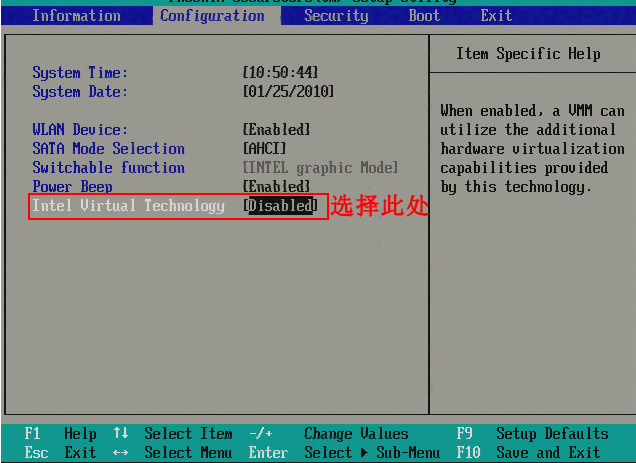 Information Configuration Security Boot Exit
Item Specific Help
System Time: [10:50:44]
System Date: [01/25/2010]
WLAN Device: [Enabled]
SATA Mode Selection [AHCI]
Switchable function [INTEL graphic Mode]
Power Beep [Enabled]
Intel Virtual Technology [Disabled] 选择此处
When enabled, a VMM can
utilize the additional
hardware virtualization
capabilities provided
by this technology.
F1 Help ↑↓ Select Item -/+ Change Values F9 Setup Defaults
Esc Exit ↔ Select Menu Enter Select ▶ Sub-Menu F10 Save and Exit